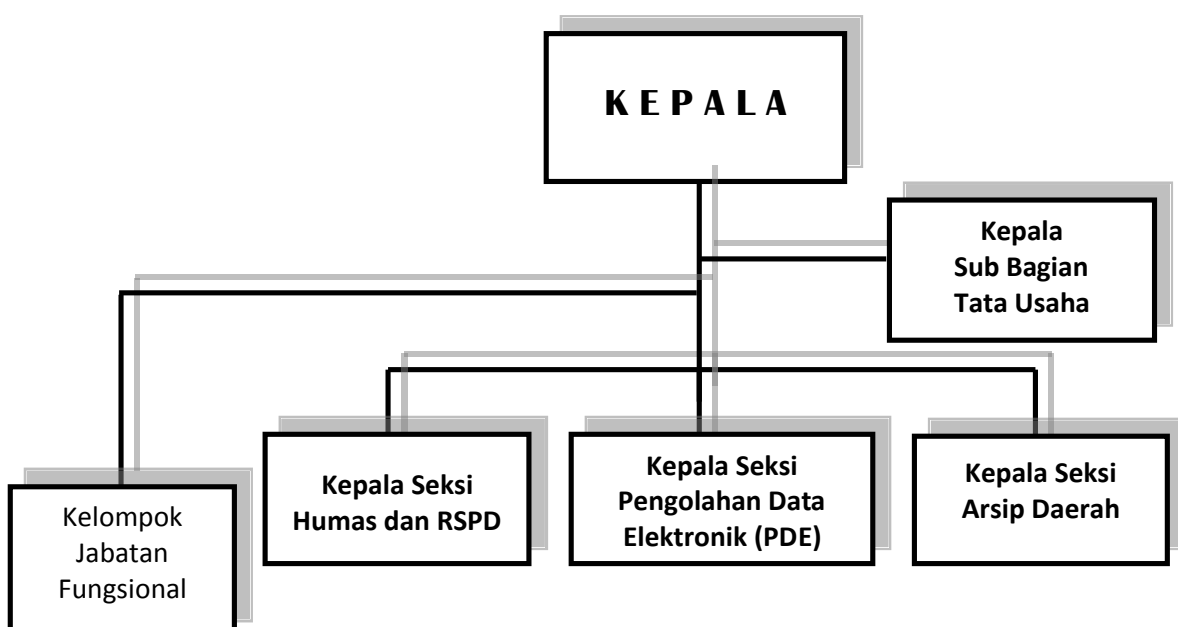 K E P A L A
Kepala
Sub Bagian
Tata Usaha
Kepala Seksi
Humas dan RSPD
Kepala Seksi
Pengolahan Data
Elektronik (PDE)
Kepala Seksi
Arsip Daerah
Kelompok
Jabatan
Fungsional